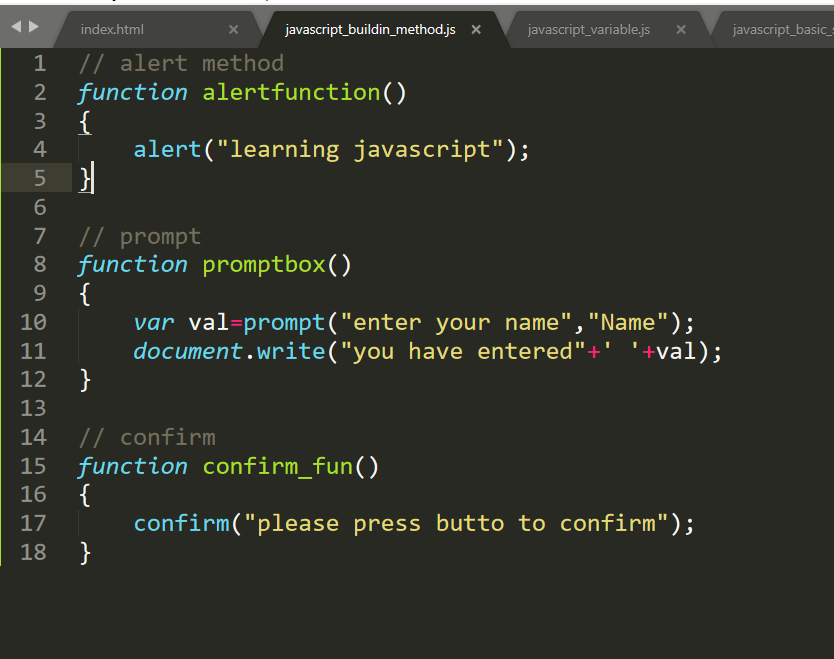 index.html × javascript_buildin_method.js × javascript_variable.js × javascript_basic_
1 // alert method
2 function alertfunction()
3 {
4     alert("learning javascript");
5 }
6
7 // prompt
8 function promptbox()
9 {
10     var val=prompt("enter your name","Name");
11     document.write("you have entered"+' '+val);
12 }
13
14 // confirm
15 function confirm_fun()
16 {
17     confirm("please press butto to confirm");
18 }